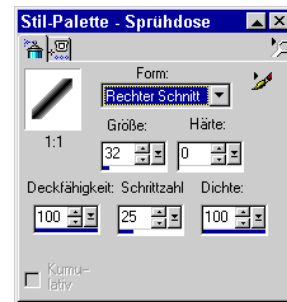 Stil-Palette - Sprühdose
Form:
Rechter Schnitt
1:1
Größe: Härte:
32 0
Deckfähigkeit: Schrittzahl Dichte:
100 25 100
Kumu-
lativ